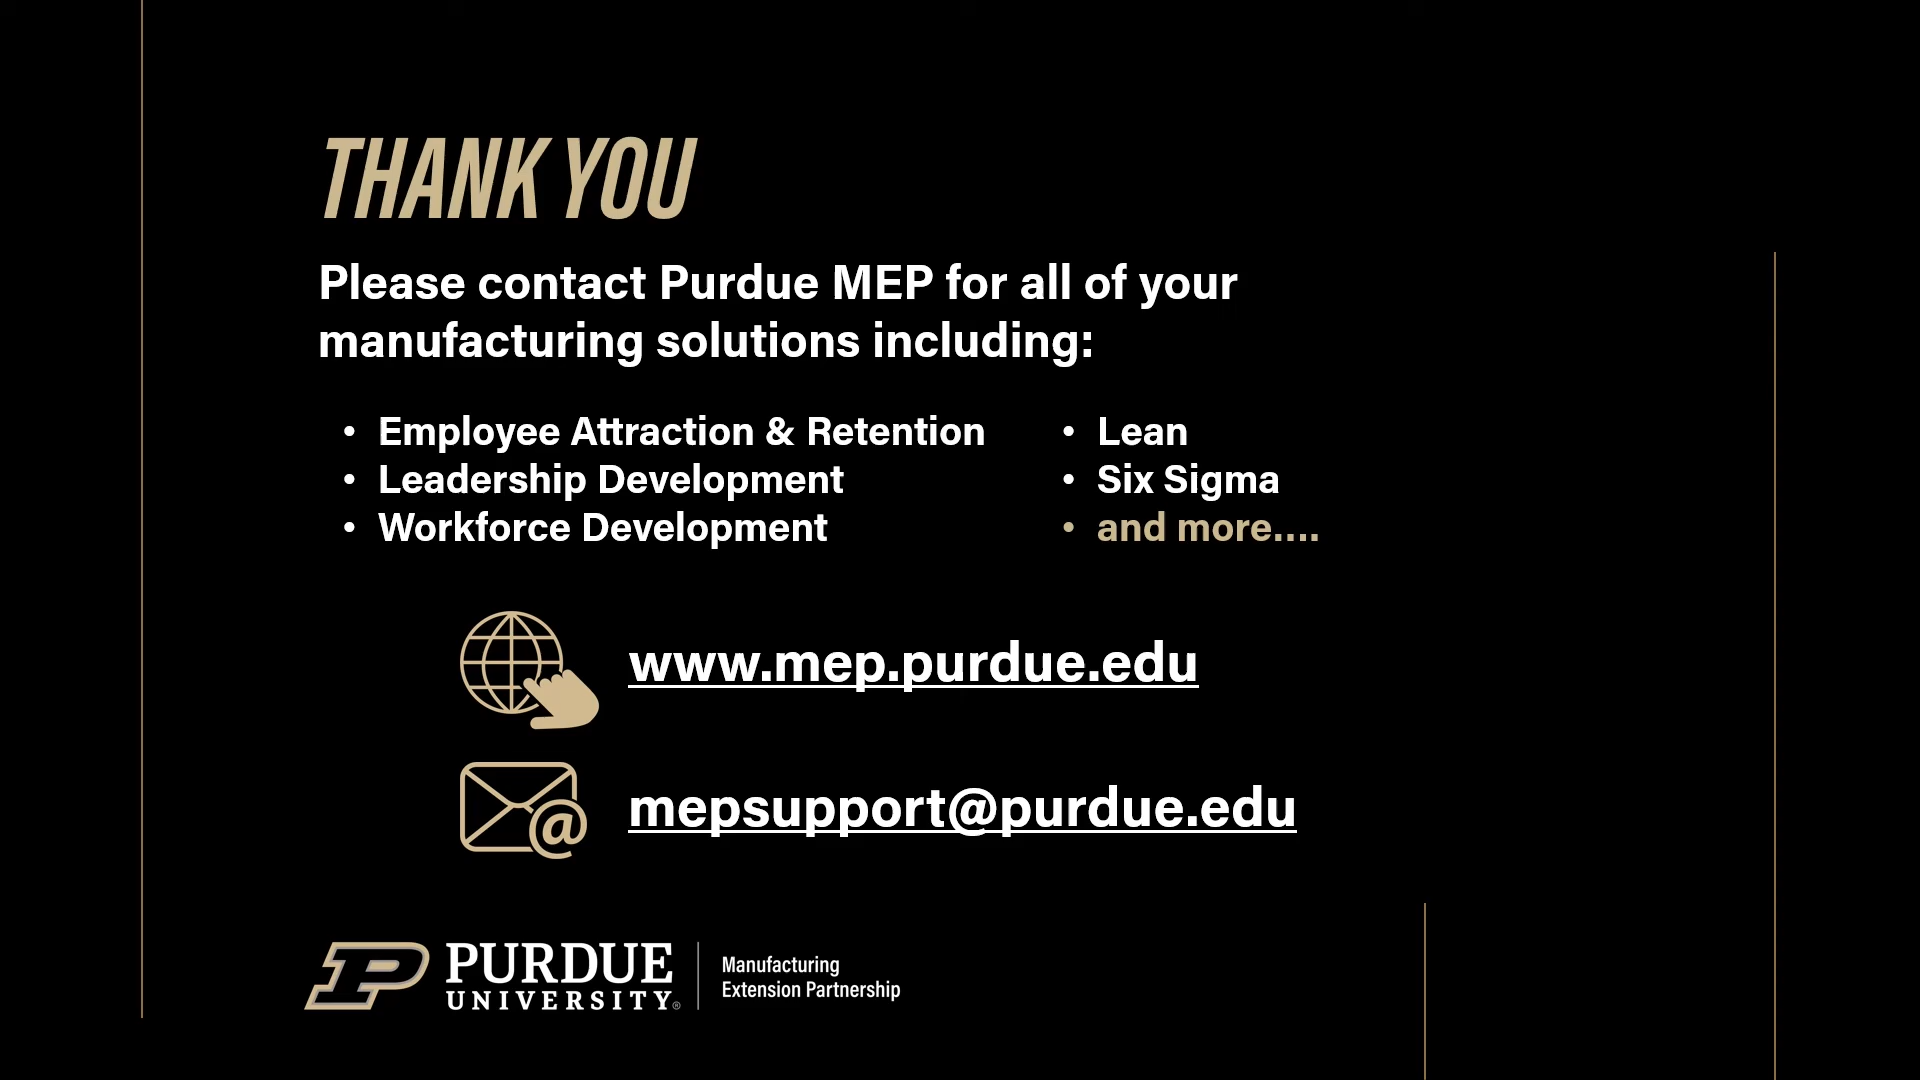 THANK YOU
Please contact Purdue MEP for all of your
manufacturing solutions including:
• Employee Attraction & Retention
• Leadership Development
• Workforce Development
• Lean
• Six Sigma
• and more....
www.mep.purdue.edu
@
mepsupport@purdue.edu
P
PURDUE
UNIVERSITY®
Manufacturing
Extension Partnership